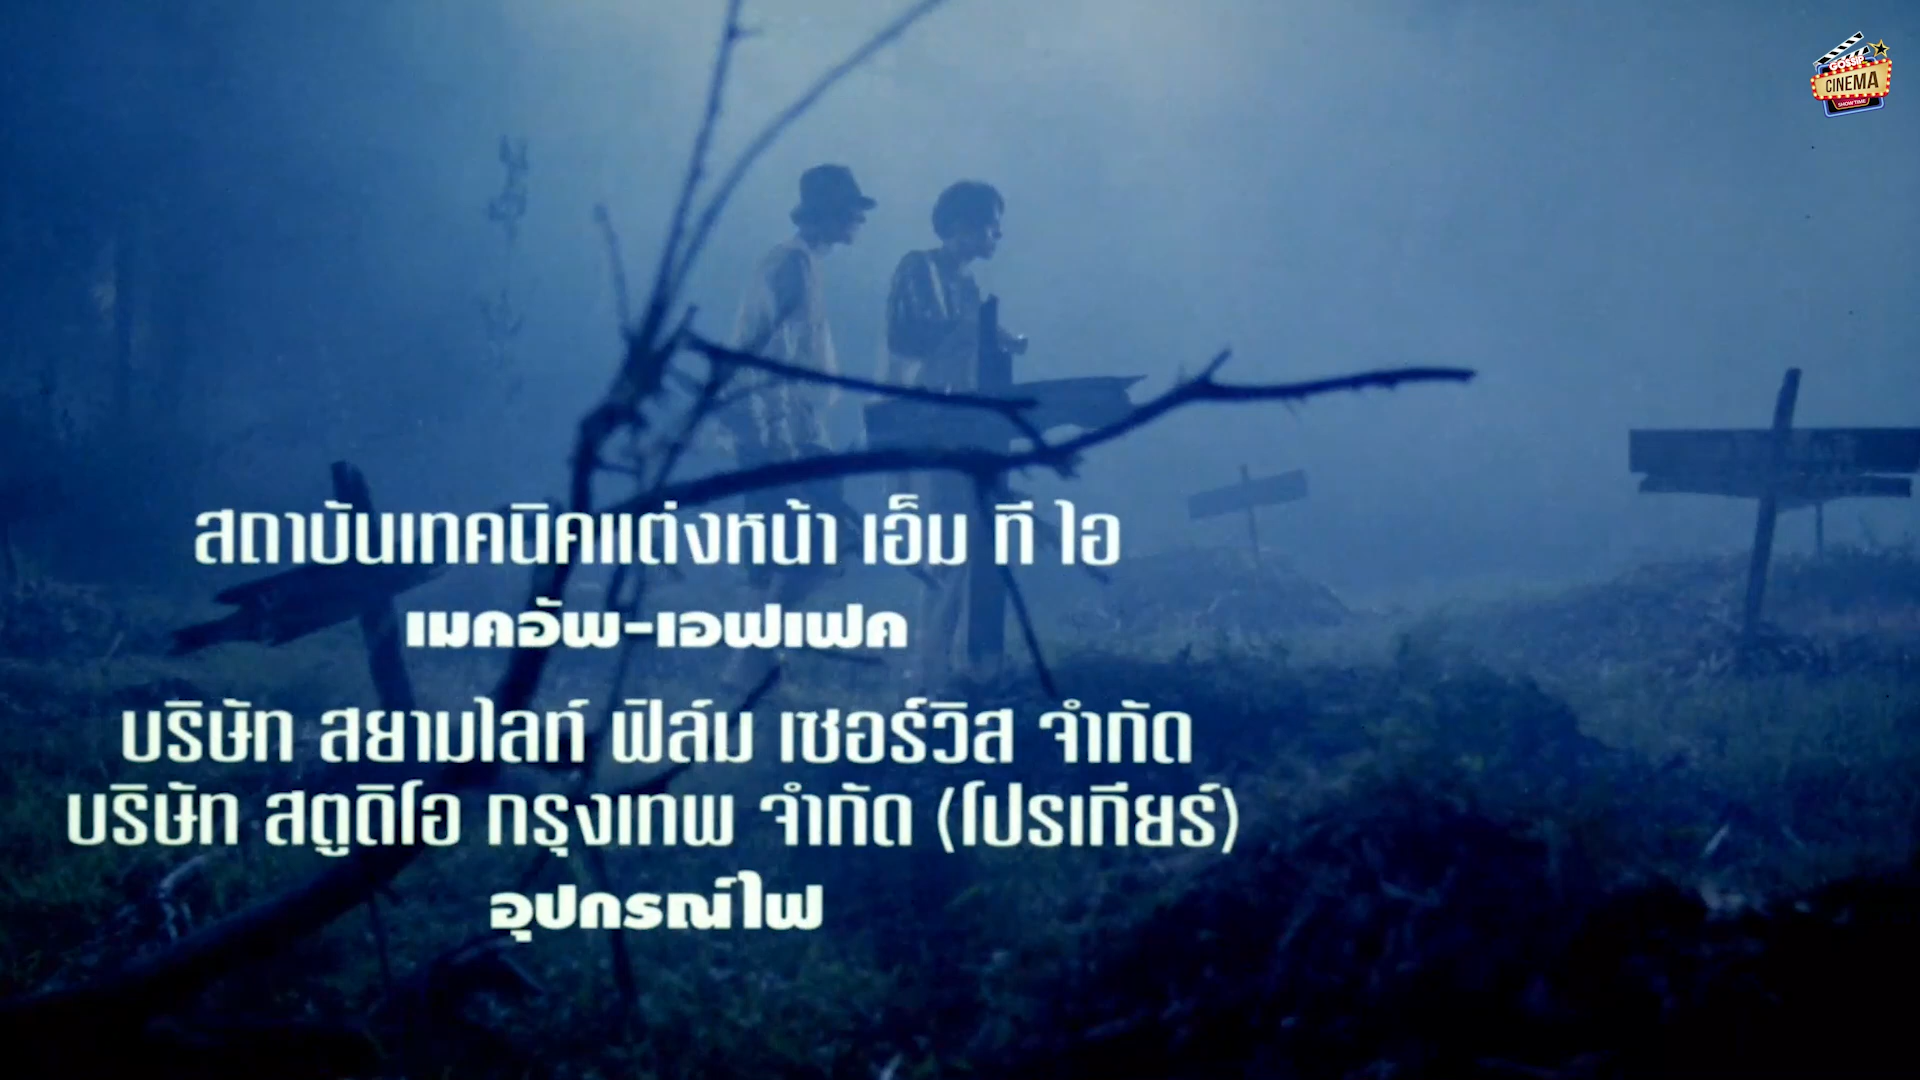 GOSSIP
CINEMA
SHOW TIME
สถาบันเทคนิคแต่งหน้า เอ็ม ที ไอ
เมคอัพ-เอฟเฟค
บริษัท สยามไลท์ ฟิล์ม เซอร์วิส จำกัด
บริษัท สตูดิโอ กรุงเทพ จำกัด (โปรเกียร์)
อุปกรณ์ไฟ